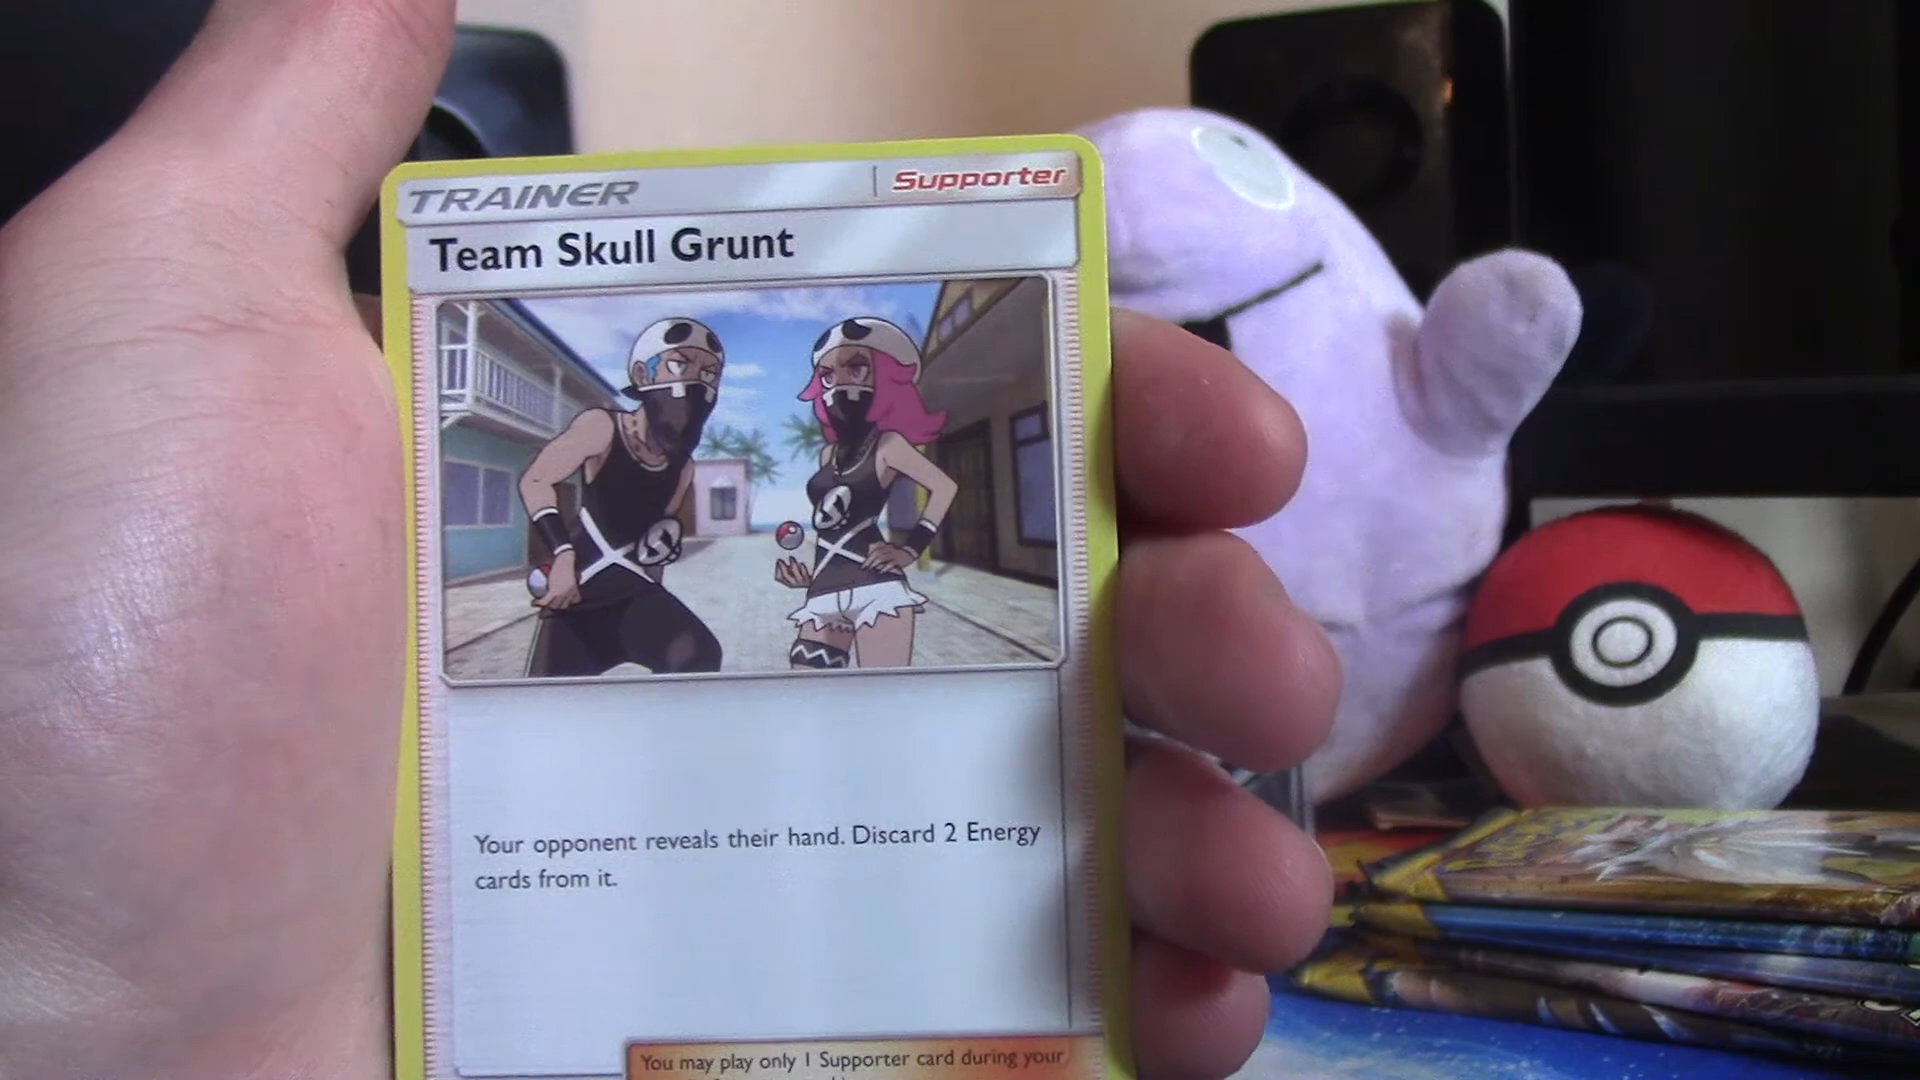 TRAINER
Supporter
Team Skull Grunt
Your opponent reveals their hand. Discard 2 Energy
cards from it.
You may play only 1 Supporter card during your